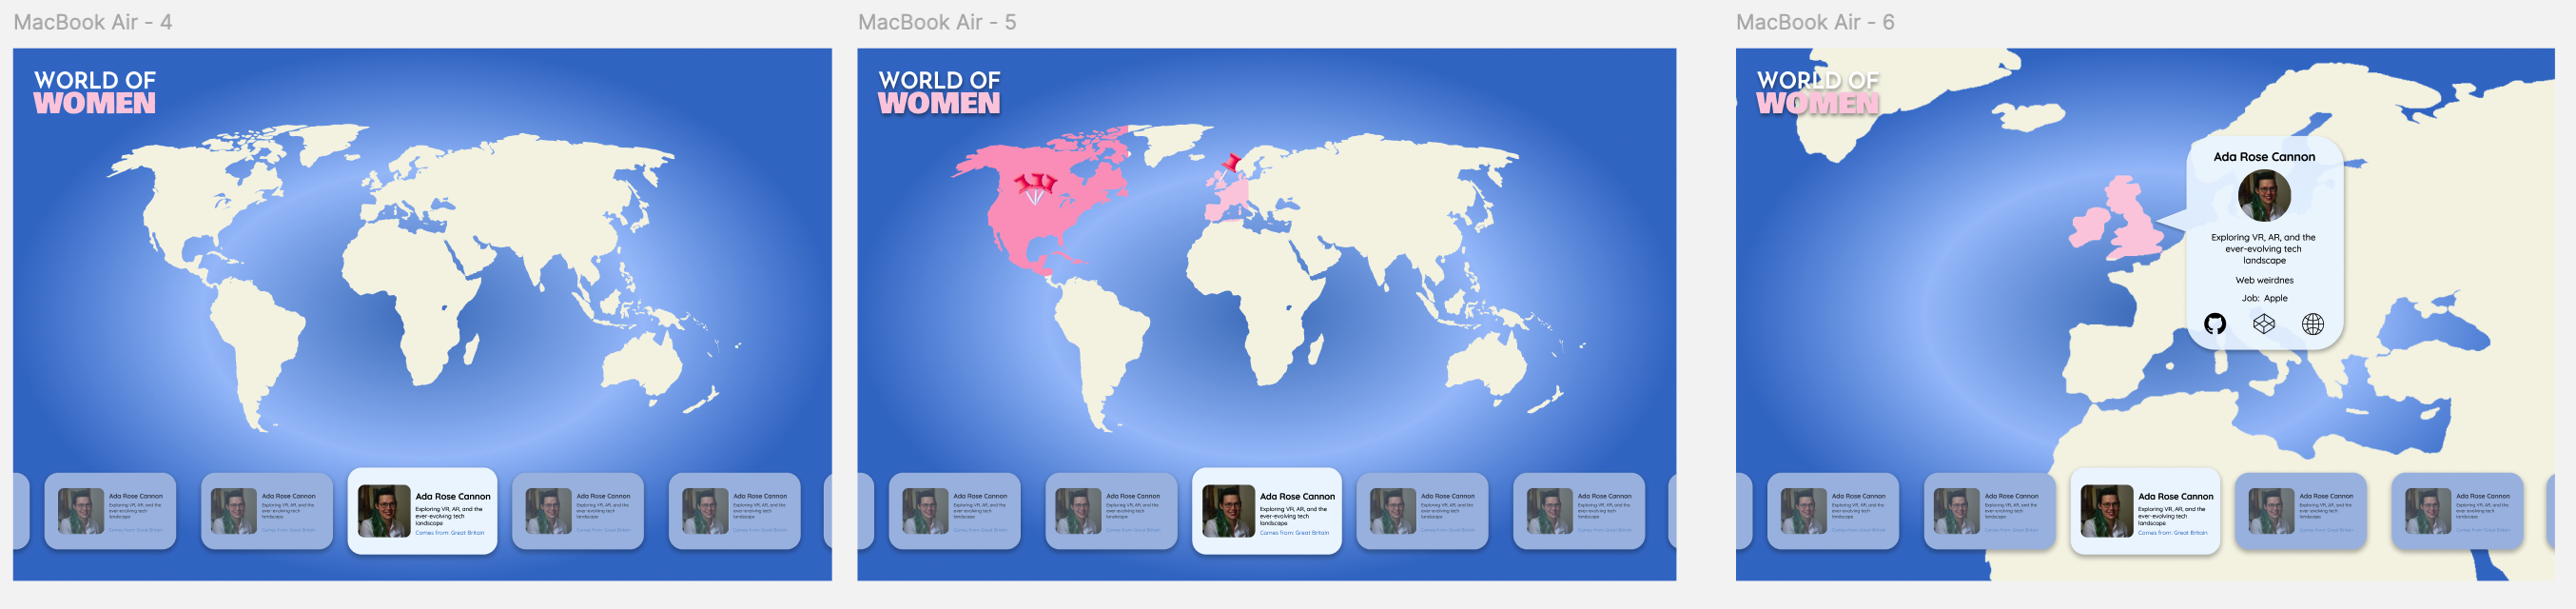 MacBook Air - 4
WORLD OF
WOMEN
Ada Rose Cannon
Exploring VR, AR, and the
ever-evolving tech
landscape
Comes from: Great Britain
Ada Rose Cannon
Exploring VR, AR, and the
ever-evolving tech
landscape
Comes from: Great Britain
Ada Rose Cannon
Exploring VR, AR, and the
ever-evolving tech
landscape
Comes from: Great Britain
Ada Rose Cannon
Exploring VR, AR, and the
ever-evolving tech
landscape
Comes from: Great Britain
Ada Rose Cannon
Exploring VR, AR, and the
ever-evolving tech
landscape
Comes from: Great Britain
MacBook Air - 5
WORLD OF
WOMEN
Ada Rose Cannon
Exploring VR, AR, and the
ever-evolving tech
landscape
Comes from: Great Britain
Ada Rose Cannon
Exploring VR, AR, and the
ever-evolving tech
landscape
Comes from: Great Britain
Ada Rose Cannon
Exploring VR, AR, and the
ever-evolving tech
landscape
Comes from: Great Britain
Ada Rose Cannon
Exploring VR, AR, and the
ever-evolving tech
landscape
Comes from: Great Britain
Ada Rose Cannon
Exploring VR, AR, and the
ever-evolving tech
landscape
Comes from: Great Britain
MacBook Air - 6
WORLD OF
WOMEN
Ada Rose Cannon
Exploring VR, AR, and the
ever-evolving tech
landscape
Web weirdnes
Job: Apple
Ada Rose Cannon
Exploring VR, AR, and the
ever-evolving tech
landscape
Comes from: Great Britain
Ada Rose Cannon
Exploring VR, AR, and the
ever-evolving tech
landscape
Comes from: Great Britain
Ada Rose Cannon
Exploring VR, AR, and the
ever-evolving tech
landscape
Comes from: Great Britain
Ada Rose Cannon
Exploring VR, AR, and the
ever-evolving tech
landscape
Comes from: Great Britain
Ada Rose Cannon
Exploring VR, AR, and the
ever-evolving tech
landscape
Comes from: Great Britain